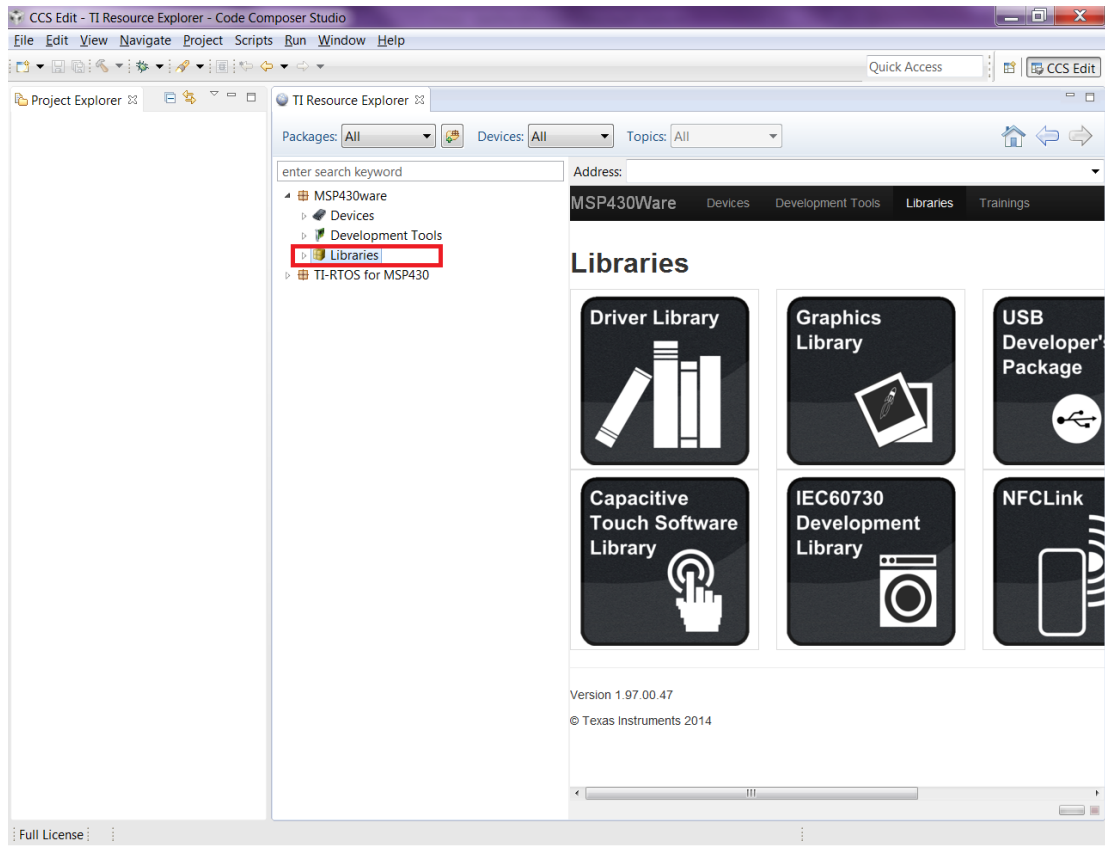 CCS Edit - TI Resource Explorer - Code Composer Studio
File Edit View Navigate Project Scripts Run Window Help
Quick Access
CCS Edit
Project Explorer
TI Resource Explorer
Packages: All Devices: All Topics: All
enter search keyword
MSP430ware
Devices
Development Tools
Libraries
TI-RTOS for MSP430
Address:
MSP430Ware Devices Development Tools Libraries Trainings
Libraries
Driver Library
Graphics
Library
USB
Developer's
Package
Capacitive
Touch Software
Library
IEC60730
Development
Library
NFCLink
Version 1.97.00.47
© Texas Instruments 2014
Full License